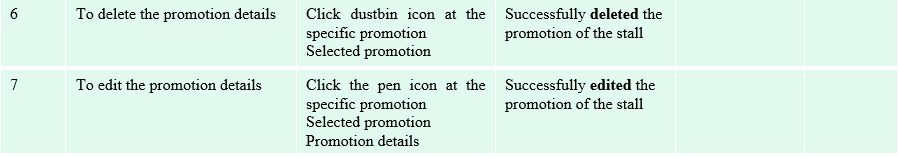 6
To delete the promotion details
Click dustbin icon at the
specific promotion
Selected promotion
Successfully deleted the
promotion of the stall
7
To edit the promotion details
Click the pen icon at the
specific promotion
Selected promotion
Promotion details
Successfully edited the
promotion of the stall